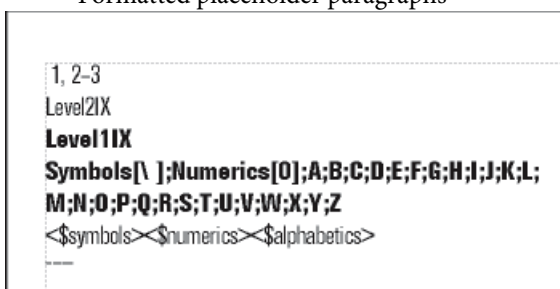 Formatted placeholder paragraphs
1, 2–3
Level2IX
Level1IX
Symbols[\ ];Numerics[0];A;B;C;D;E;F;G;H;I;J;K;L;
M;N;O;P;Q;R;S;T;U;V;W;X;Y;Z
<$symbols><$numerics><$alphabetics>